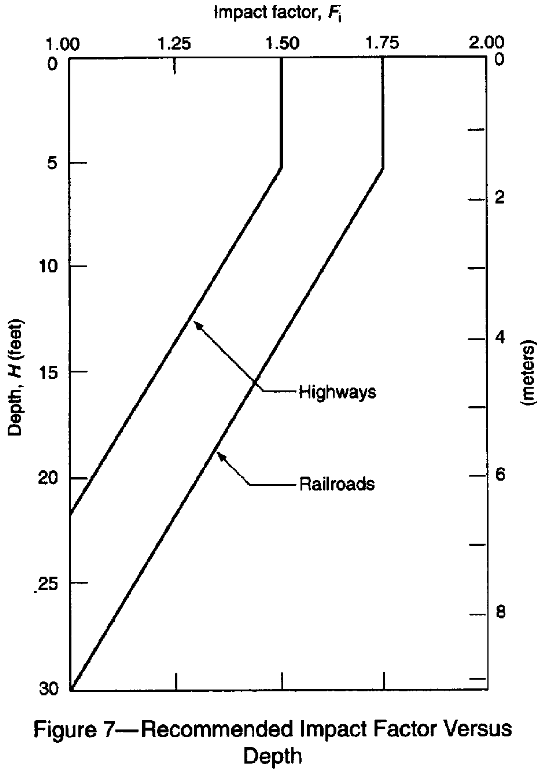 Impact factor, Fi
1.00 1.25 1.50 1.75 2.00
0
5
10
15
20
.25
30
Depth, H (feet)
0
2
4
6
8
(meters)
Highways
Railroads
Figure 7—Recommended Impact Factor Versus
Depth